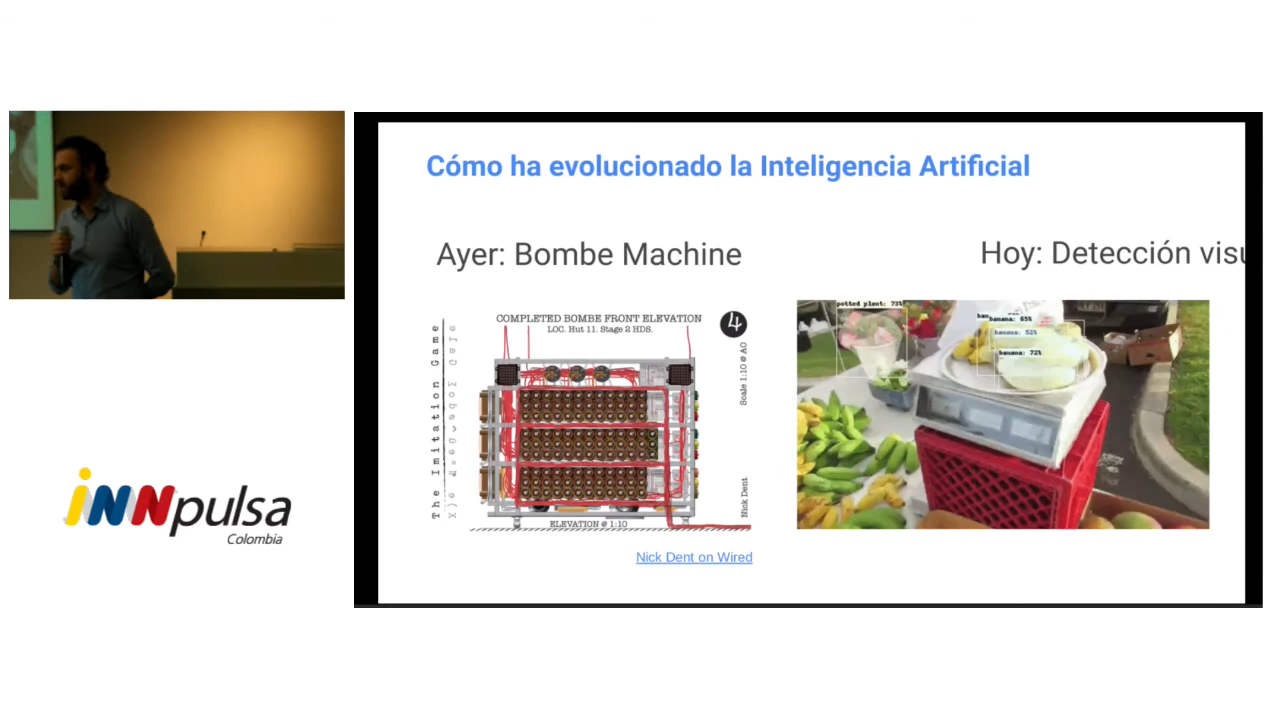 Cómo ha evolucionado la Inteligencia Artificial
Ayer: Bombe Machine
Hoy: Detección visu
COMPLETED BOMBE FRONT ELEVATION
LOC. Hut 11. Stage 2 HDS.
4
The Imitation Game
Scale 1:10 @ A0
Nick Dent
ELEVATION @ 1:10
Nick Dent on Wired
potted plant: 73%
banana: 65%
banana: 52%
banana: 72%
iNNpulsa
Colombia